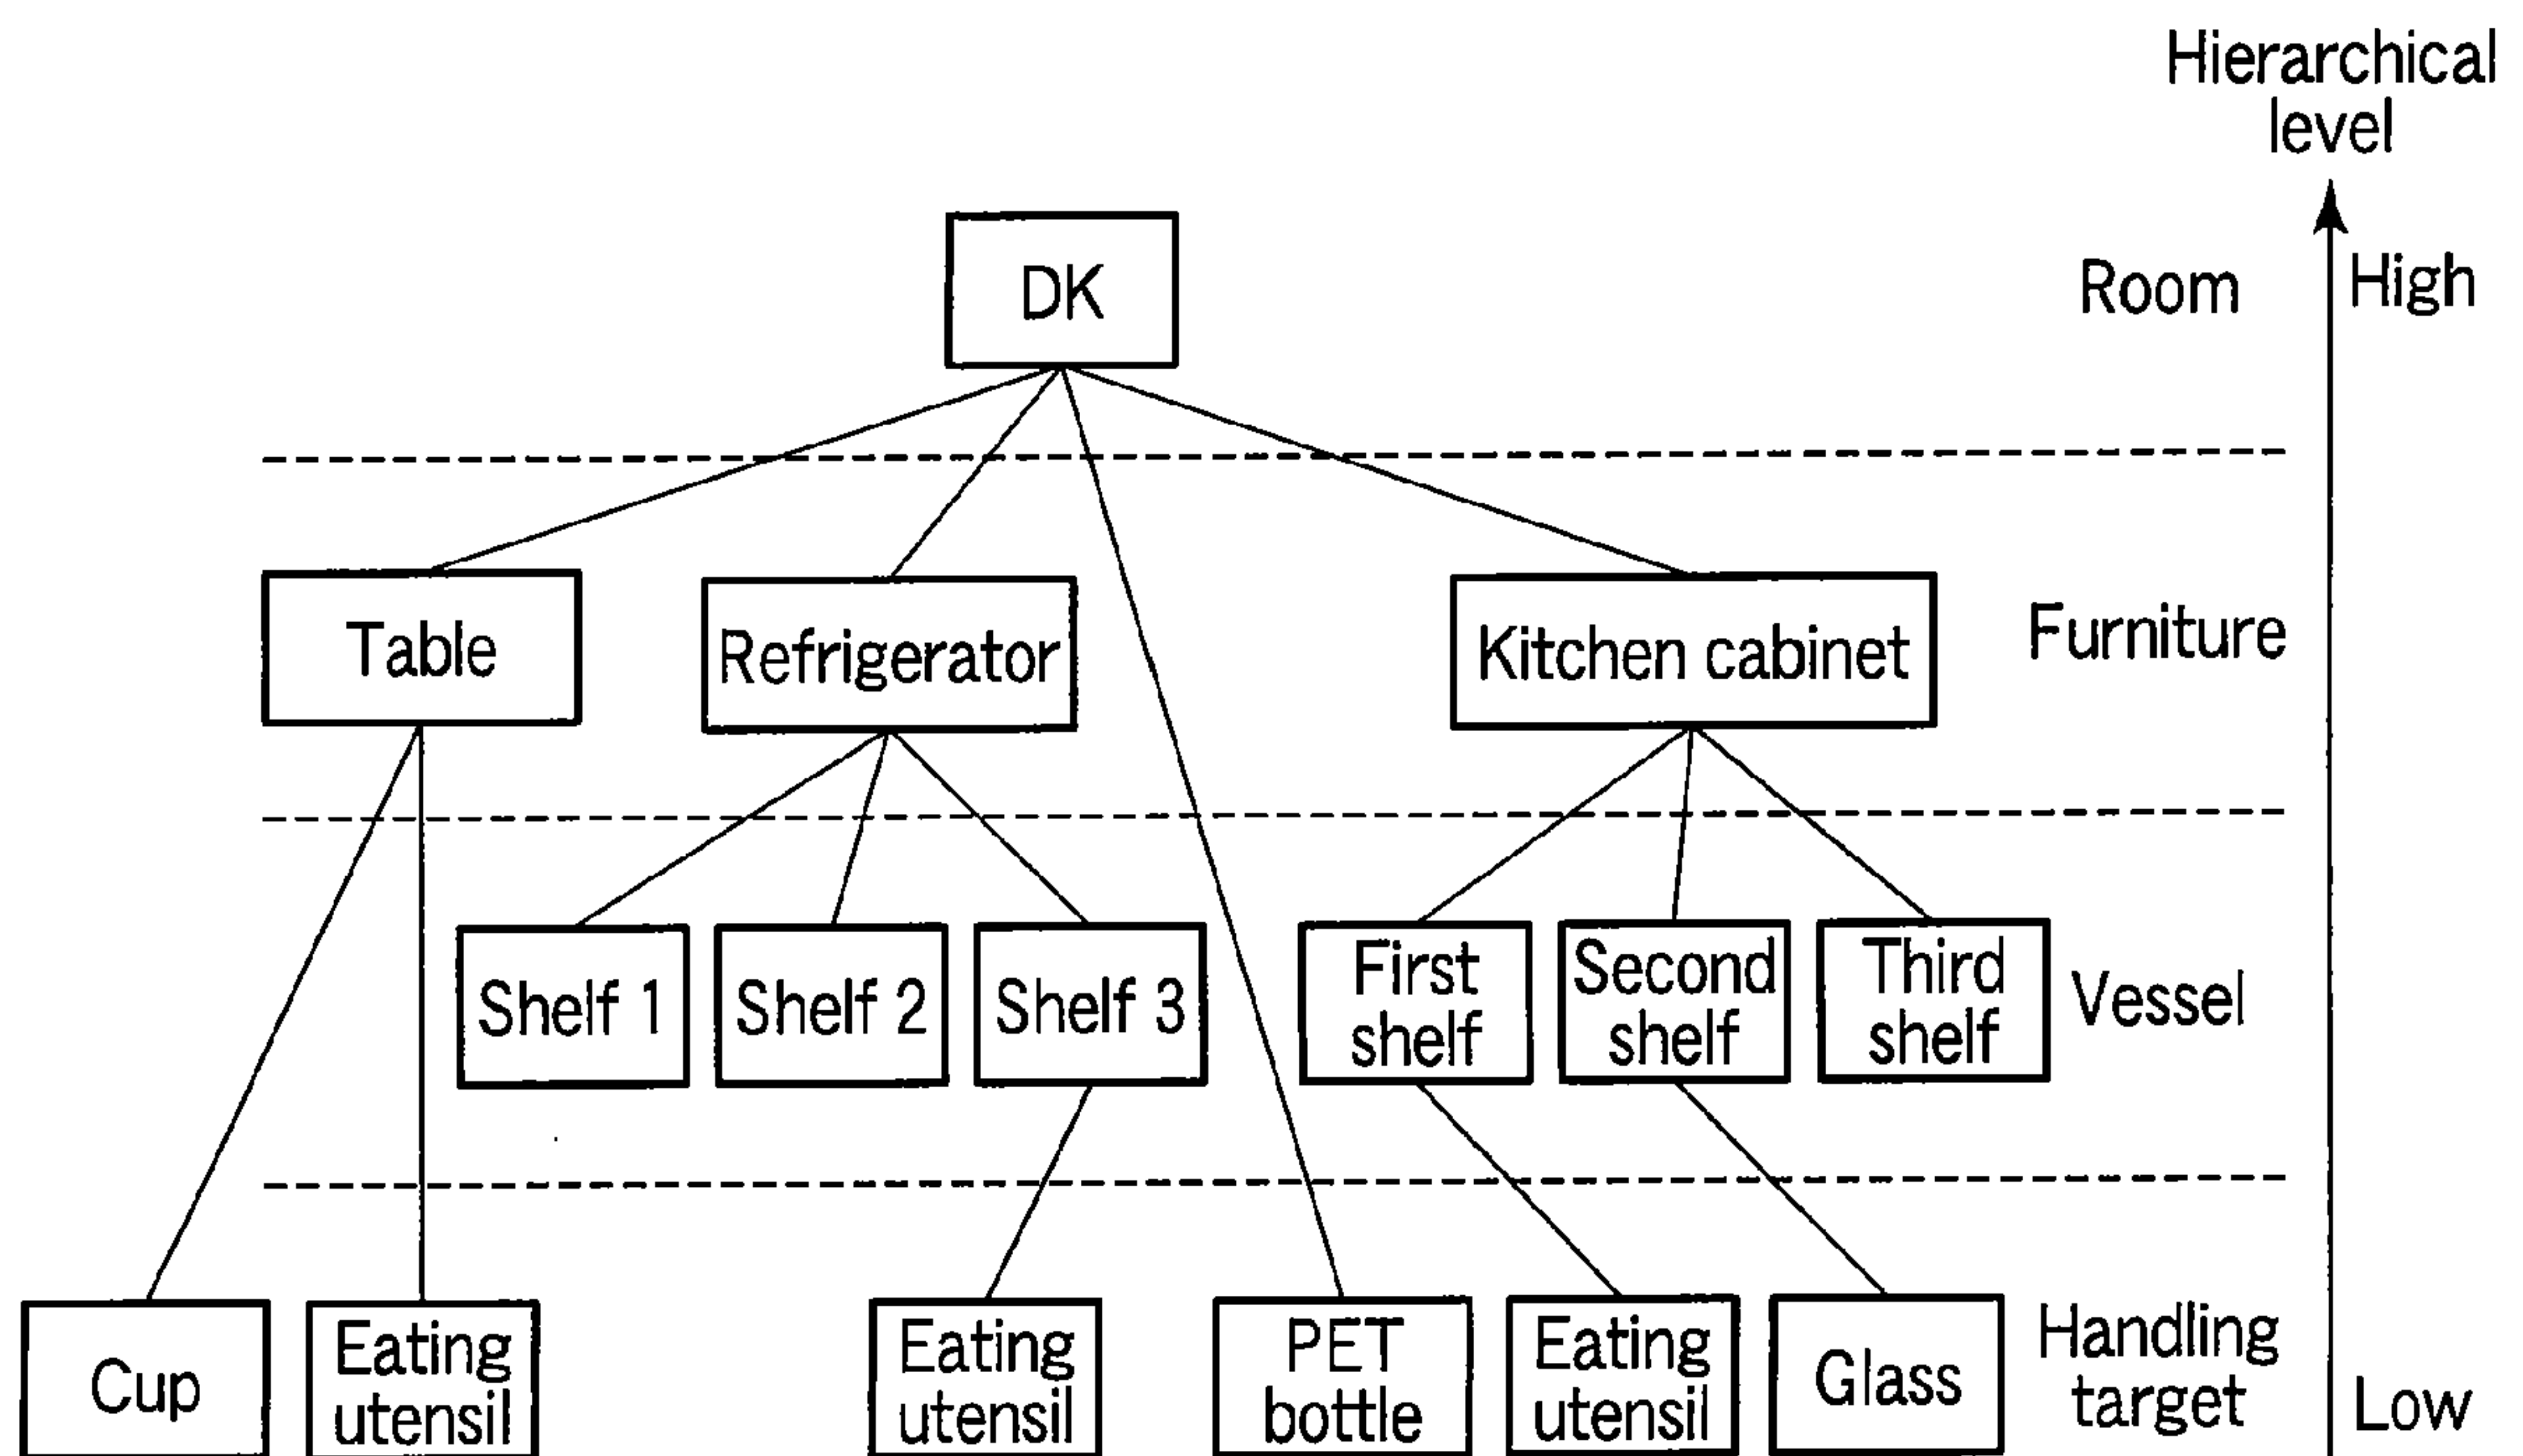 Hierarchical
level
DK
Room
High
Table
Refrigerator
Kitchen cabinet
Furniture
Shelf 1
Shelf 2
Shelf 3
First
shelf
Second
shelf
Third
shelf
Vessel
Cup
Eating
utensil
Eating
utensil
PET
bottle
Eating
utensil
Glass
Handling
target
Low